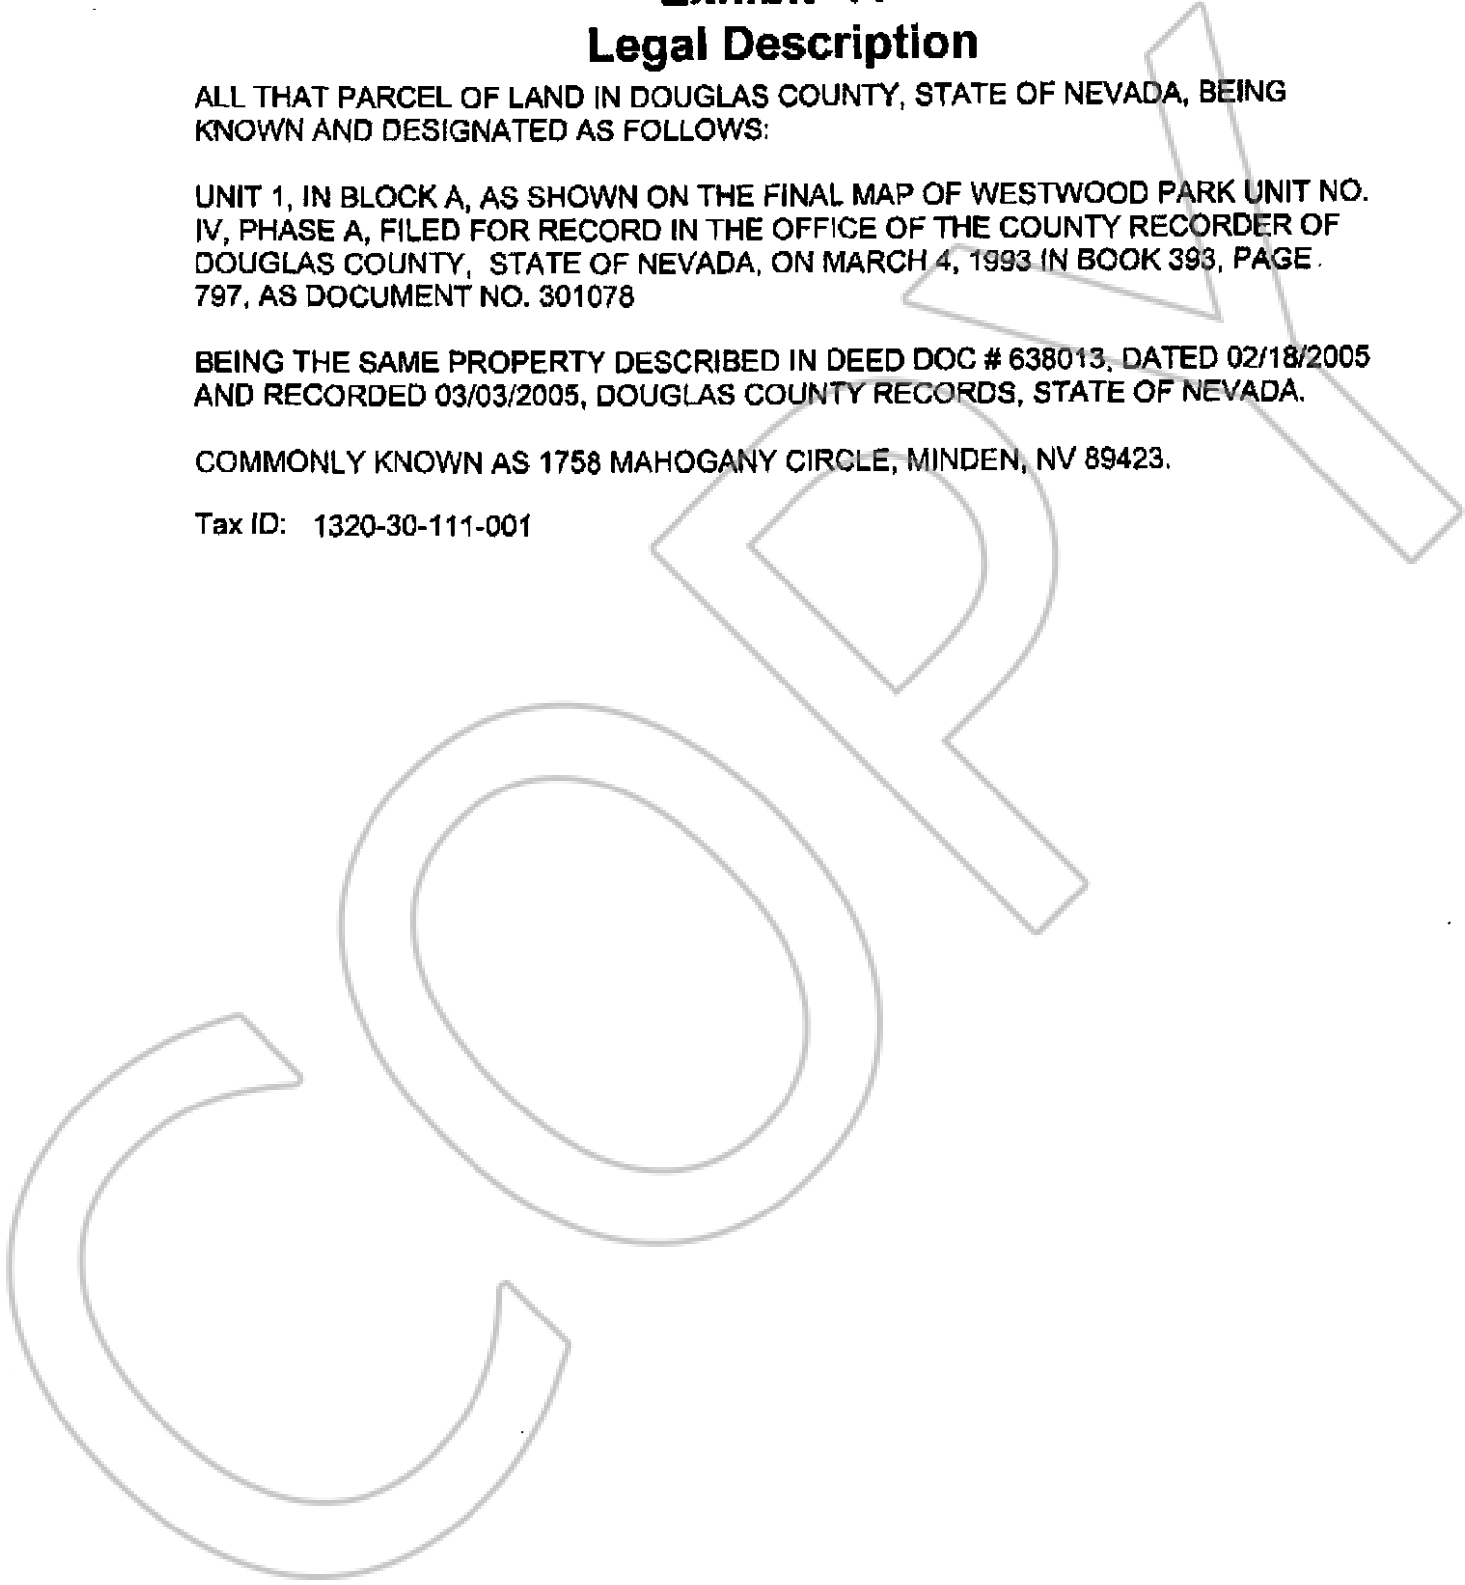 Legal Description
ALL THAT PARCEL OF LAND IN DOUGLAS COUNTY, STATE OF NEVADA, BEING
KNOWN AND DESIGNATED AS FOLLOWS:
UNIT 1, IN BLOCK A, AS SHOWN ON THE FINAL MAP OF WESTWOOD PARK UNIT NO.
IV, PHASE A, FILED FOR RECORD IN THE OFFICE OF THE COUNTY RECORDER OF
DOUGLAS COUNTY, STATE OF NEVADA, ON MARCH 4, 1993 IN BOOK 393, PAGE
797, AS DOCUMENT NO. 301078
BEING THE SAME PROPERTY DESCRIBED IN DEED DOC # 638013, DATED 02/18/2005
AND RECORDED 03/03/2005, DOUGLAS COUNTY RECORDS, STATE OF NEVADA.
COMMONLY KNOWN AS 1758 MAHOGANY CIRCLE, MINDEN, NV 89423.
Tax ID: 1320-30-111-001
COPY